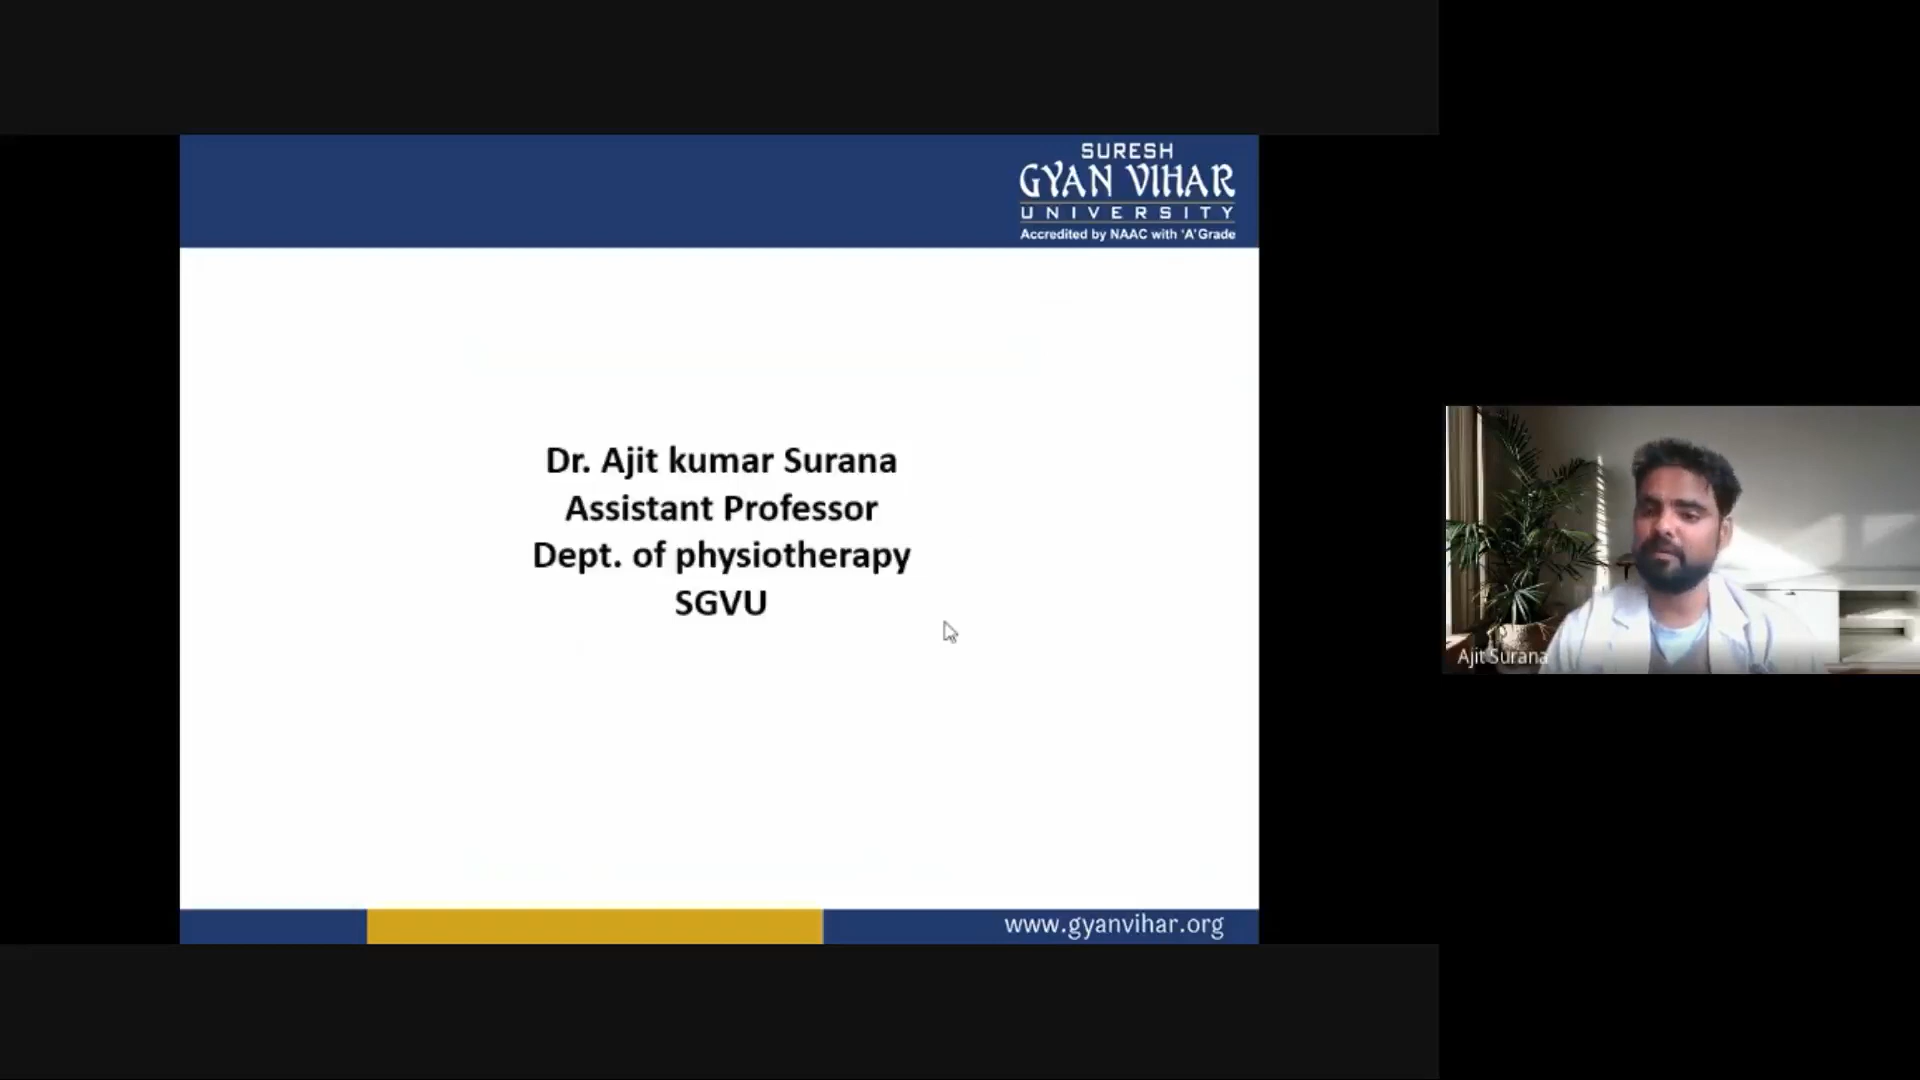 SURESH
GYAN VIHAR
UNIVERSITY
Accredited by NAAC with 'A' Grade
Dr. Ajit kumar Surana
Assistant Professor
Dept. of physiotherapy
SGVU
Ajit Surana
www.gyanvihar.org